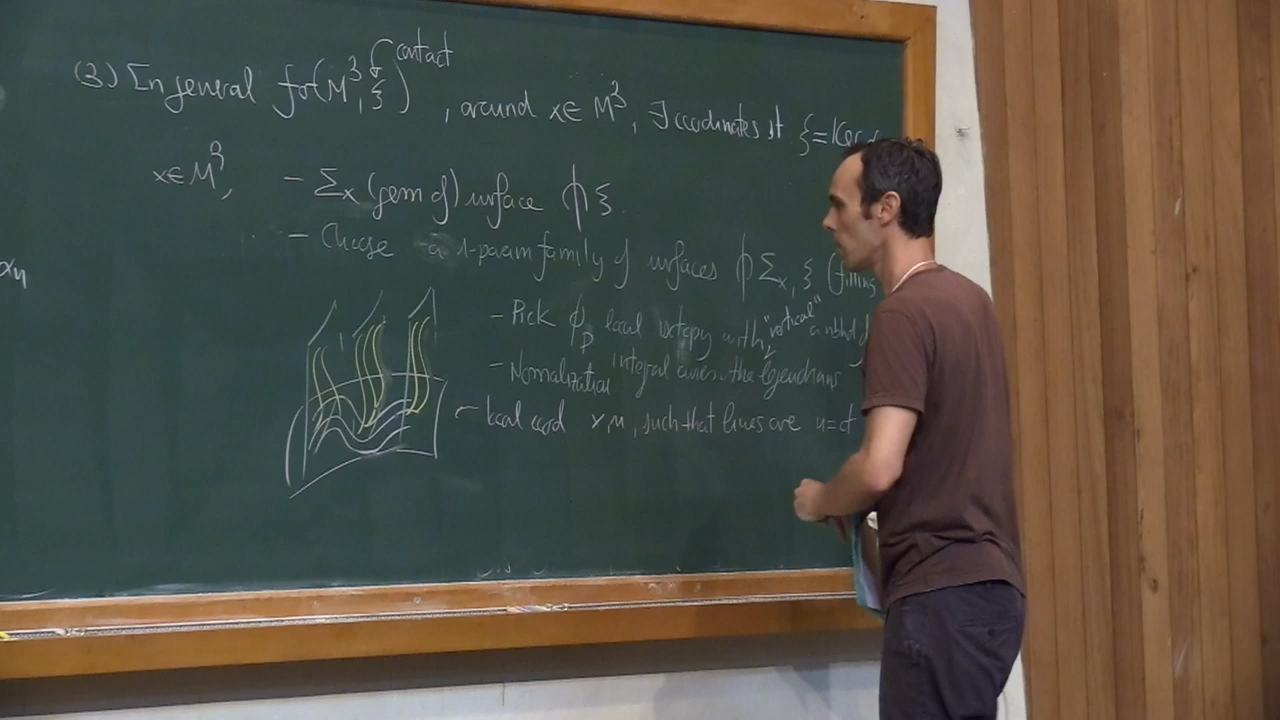 contact
(3) In general for (M³, ξ), around x ∈ M³, ∃ coordinates st ξ = Ker
x ∈ M³, – Σₓ (germ of) surface ⋔ ξ.
– Choose a 1-param family of surfaces ⋔ Σₓ, ξ (filling
– Pick ϕ local isotopy with "vertical" a nbhd
– Normalization integral curves the legendrians
local coord x, u, such that curves are u = ct
αn